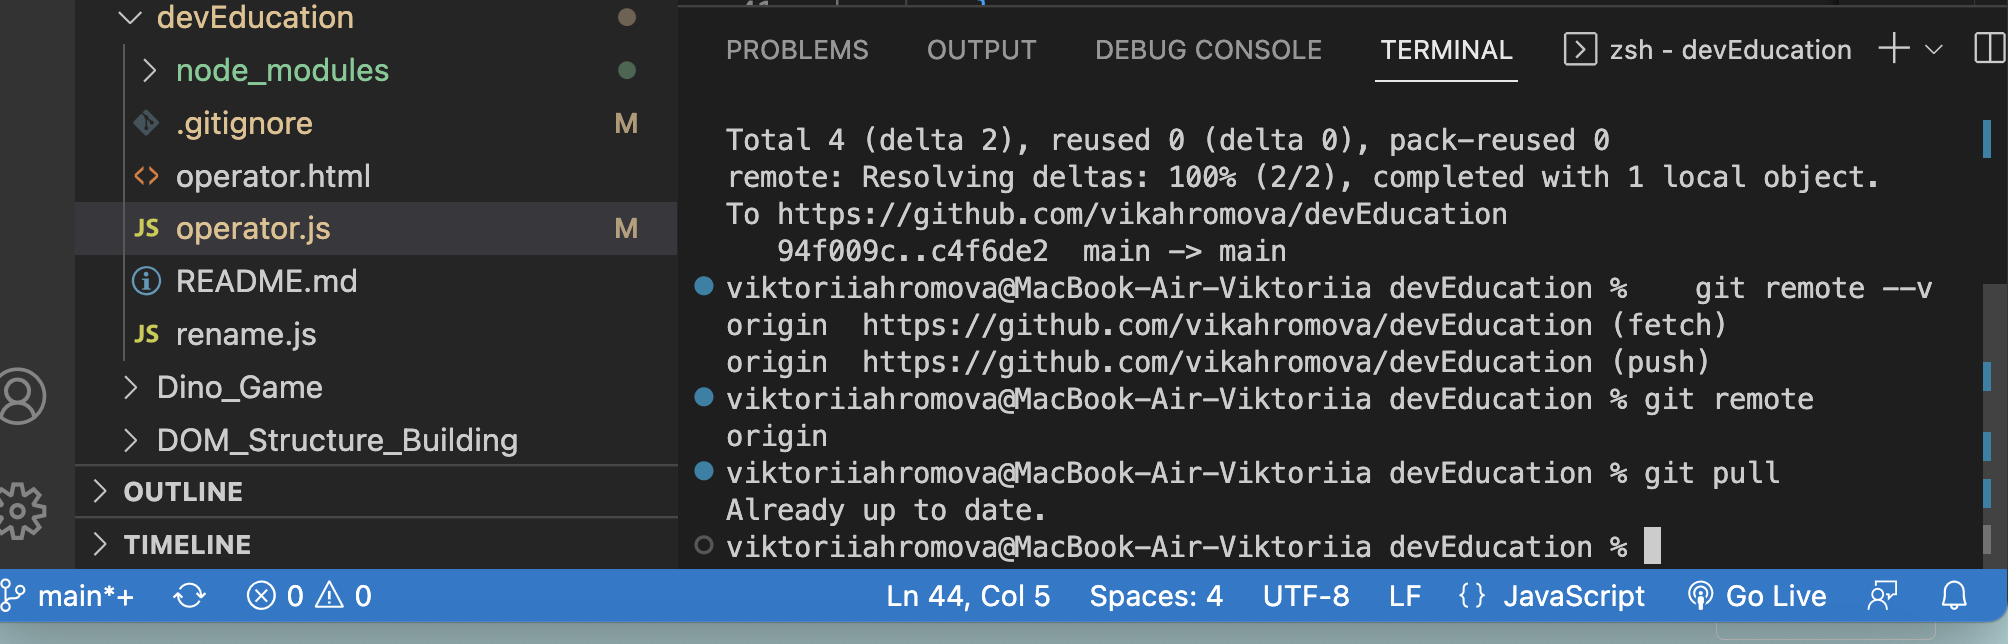 devEducation
node_modules
.gitignore M
operator.html
JS operator.js M
README.md
JS rename.js
Dino_Game
DOM_Structure_Building
OUTLINE
TIMELINE
PROBLEMS OUTPUT DEBUG CONSOLE TERMINAL zsh - devEducation
Total 4 (delta 2), reused 0 (delta 0), pack-reused 0
remote: Resolving deltas: 100% (2/2), completed with 1 local object.
To https://github.com/vikahromova/devEducation
94f009c..c4f6de2  main -> main
viktoriiahromova@MacBook-Air-Viktoriia devEducation %    git remote --v
origin  https://github.com/vikahromova/devEducation (fetch)
origin  https://github.com/vikahromova/devEducation (push)
viktoriiahromova@MacBook-Air-Viktoriia devEducation % git remote
origin
viktoriiahromova@MacBook-Air-Viktoriia devEducation % git pull
Already up to date.
viktoriiahromova@MacBook-Air-Viktoriia devEducation %
main*+ 0 0 Ln 44, Col 5 Spaces: 4 UTF-8 LF {} JavaScript Go Live